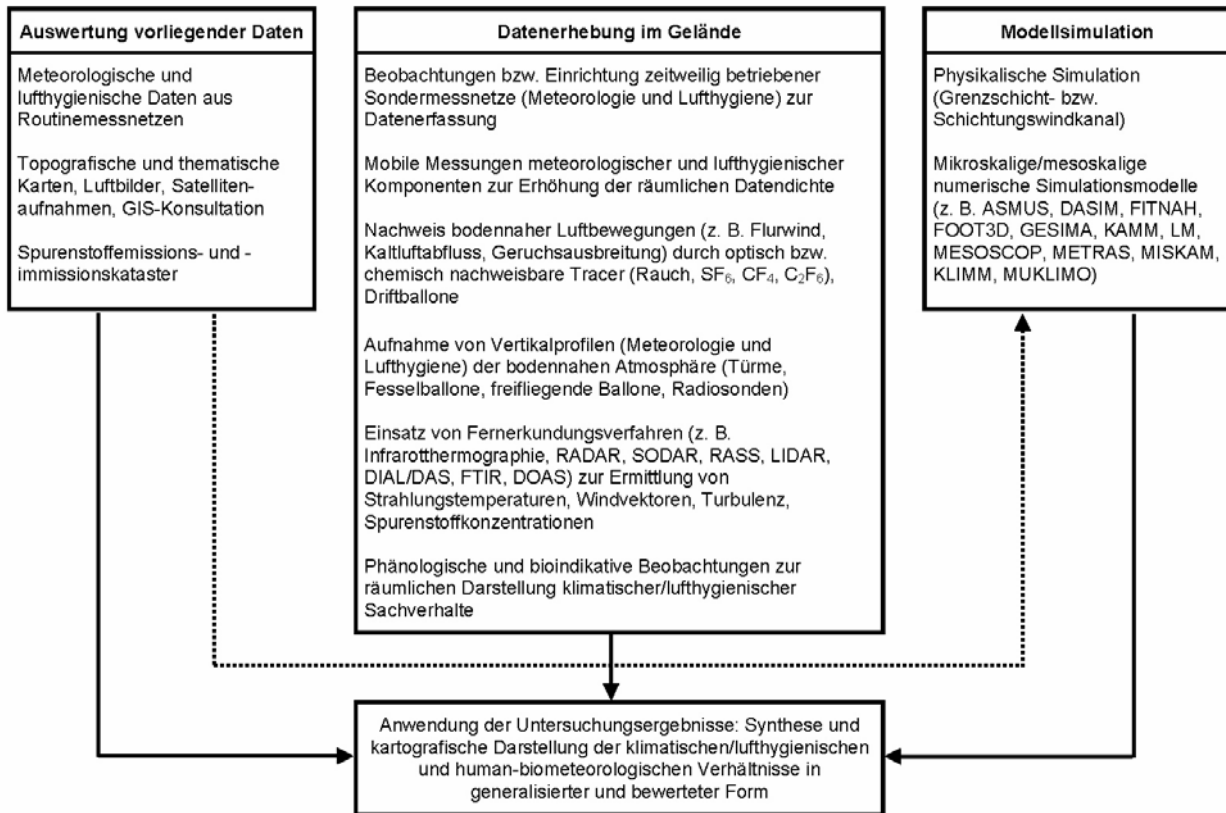 Auswertung vorliegender Daten
Meteorologische und
lufthygienische Daten aus
Routinemessnetzen
Topografische und thematische
Karten, Luftbilder, Satelliten-
aufnahmen, GIS-Konsultation
Spurenstoffemissions- und -
immissionskataster
Datenerhebung im Gelände
Beobachtungen bzw. Einrichtung zeitweilig betriebener
Sondermessnetze (Meteorologie und Lufthygiene) zur
Datenerfassung
Mobile Messungen meteorologischer und lufthygienischer
Komponenten zur Erhöhung der räumlichen Datendichte
Nachweis bodennaher Luftbewegungen (z. B. Flurwind,
Kaltluftabfluss, Geruchsausbreitung) durch optisch bzw.
chemisch nachweisbare Tracer (Rauch, SF₆, CF₄, C₂F₆),
Driftballone
Aufnahme von Vertikalprofilen (Meteorologie und
Lufthygiene) der bodennahen Atmosphäre (Türme,
Fesselballone, freifliegende Ballone, Radiosonden)
Einsatz von Fernerkundungsverfahren (z. B.
Infrarotthermographie, RADAR, SODAR, RASS, LIDAR,
DIAL/DAS, FTIR, DOAS) zur Ermittlung von
Strahlungstemperaturen, Windvektoren, Turbulenz,
Spurenstoffkonzentrationen
Phänologische und bioindikative Beobachtungen zur
räumlichen Darstellung klimatischer/lufthygienischer
Sachverhalte
Modellsimulation
Physikalische Simulation
(Grenzschicht- bzw.
Schichtungswindkanal)
Mikroskalige/mesoskalige
numerische Simulationsmodelle
(z. B. ASMUS, DASIM, FITNAH,
FOOT3D, GESIMA, KAMM, LM,
MESOSCOP, METRAS, MISKAM,
KLIMM, MUKLIMO)
Anwendung der Untersuchungsergebnisse: Synthese und
kartografische Darstellung der klimatischen/lufthygienischen
und human-biometeorologischen Verhältnisse in
generalisierter und bewerteter Form